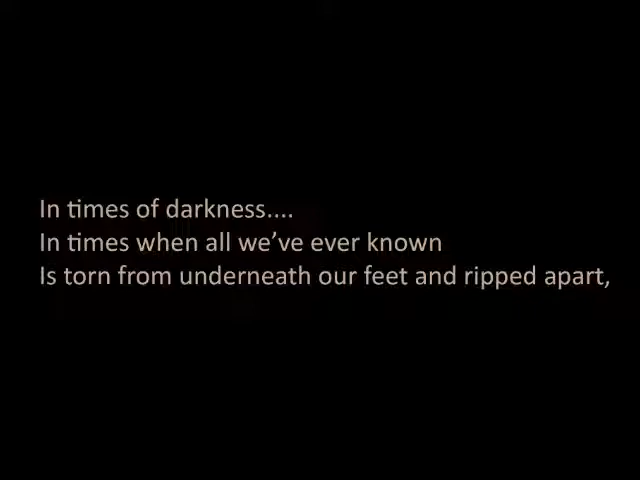 In times of darkness....
In times when all we’ve ever known
Is torn from underneath our feet and ripped apart,